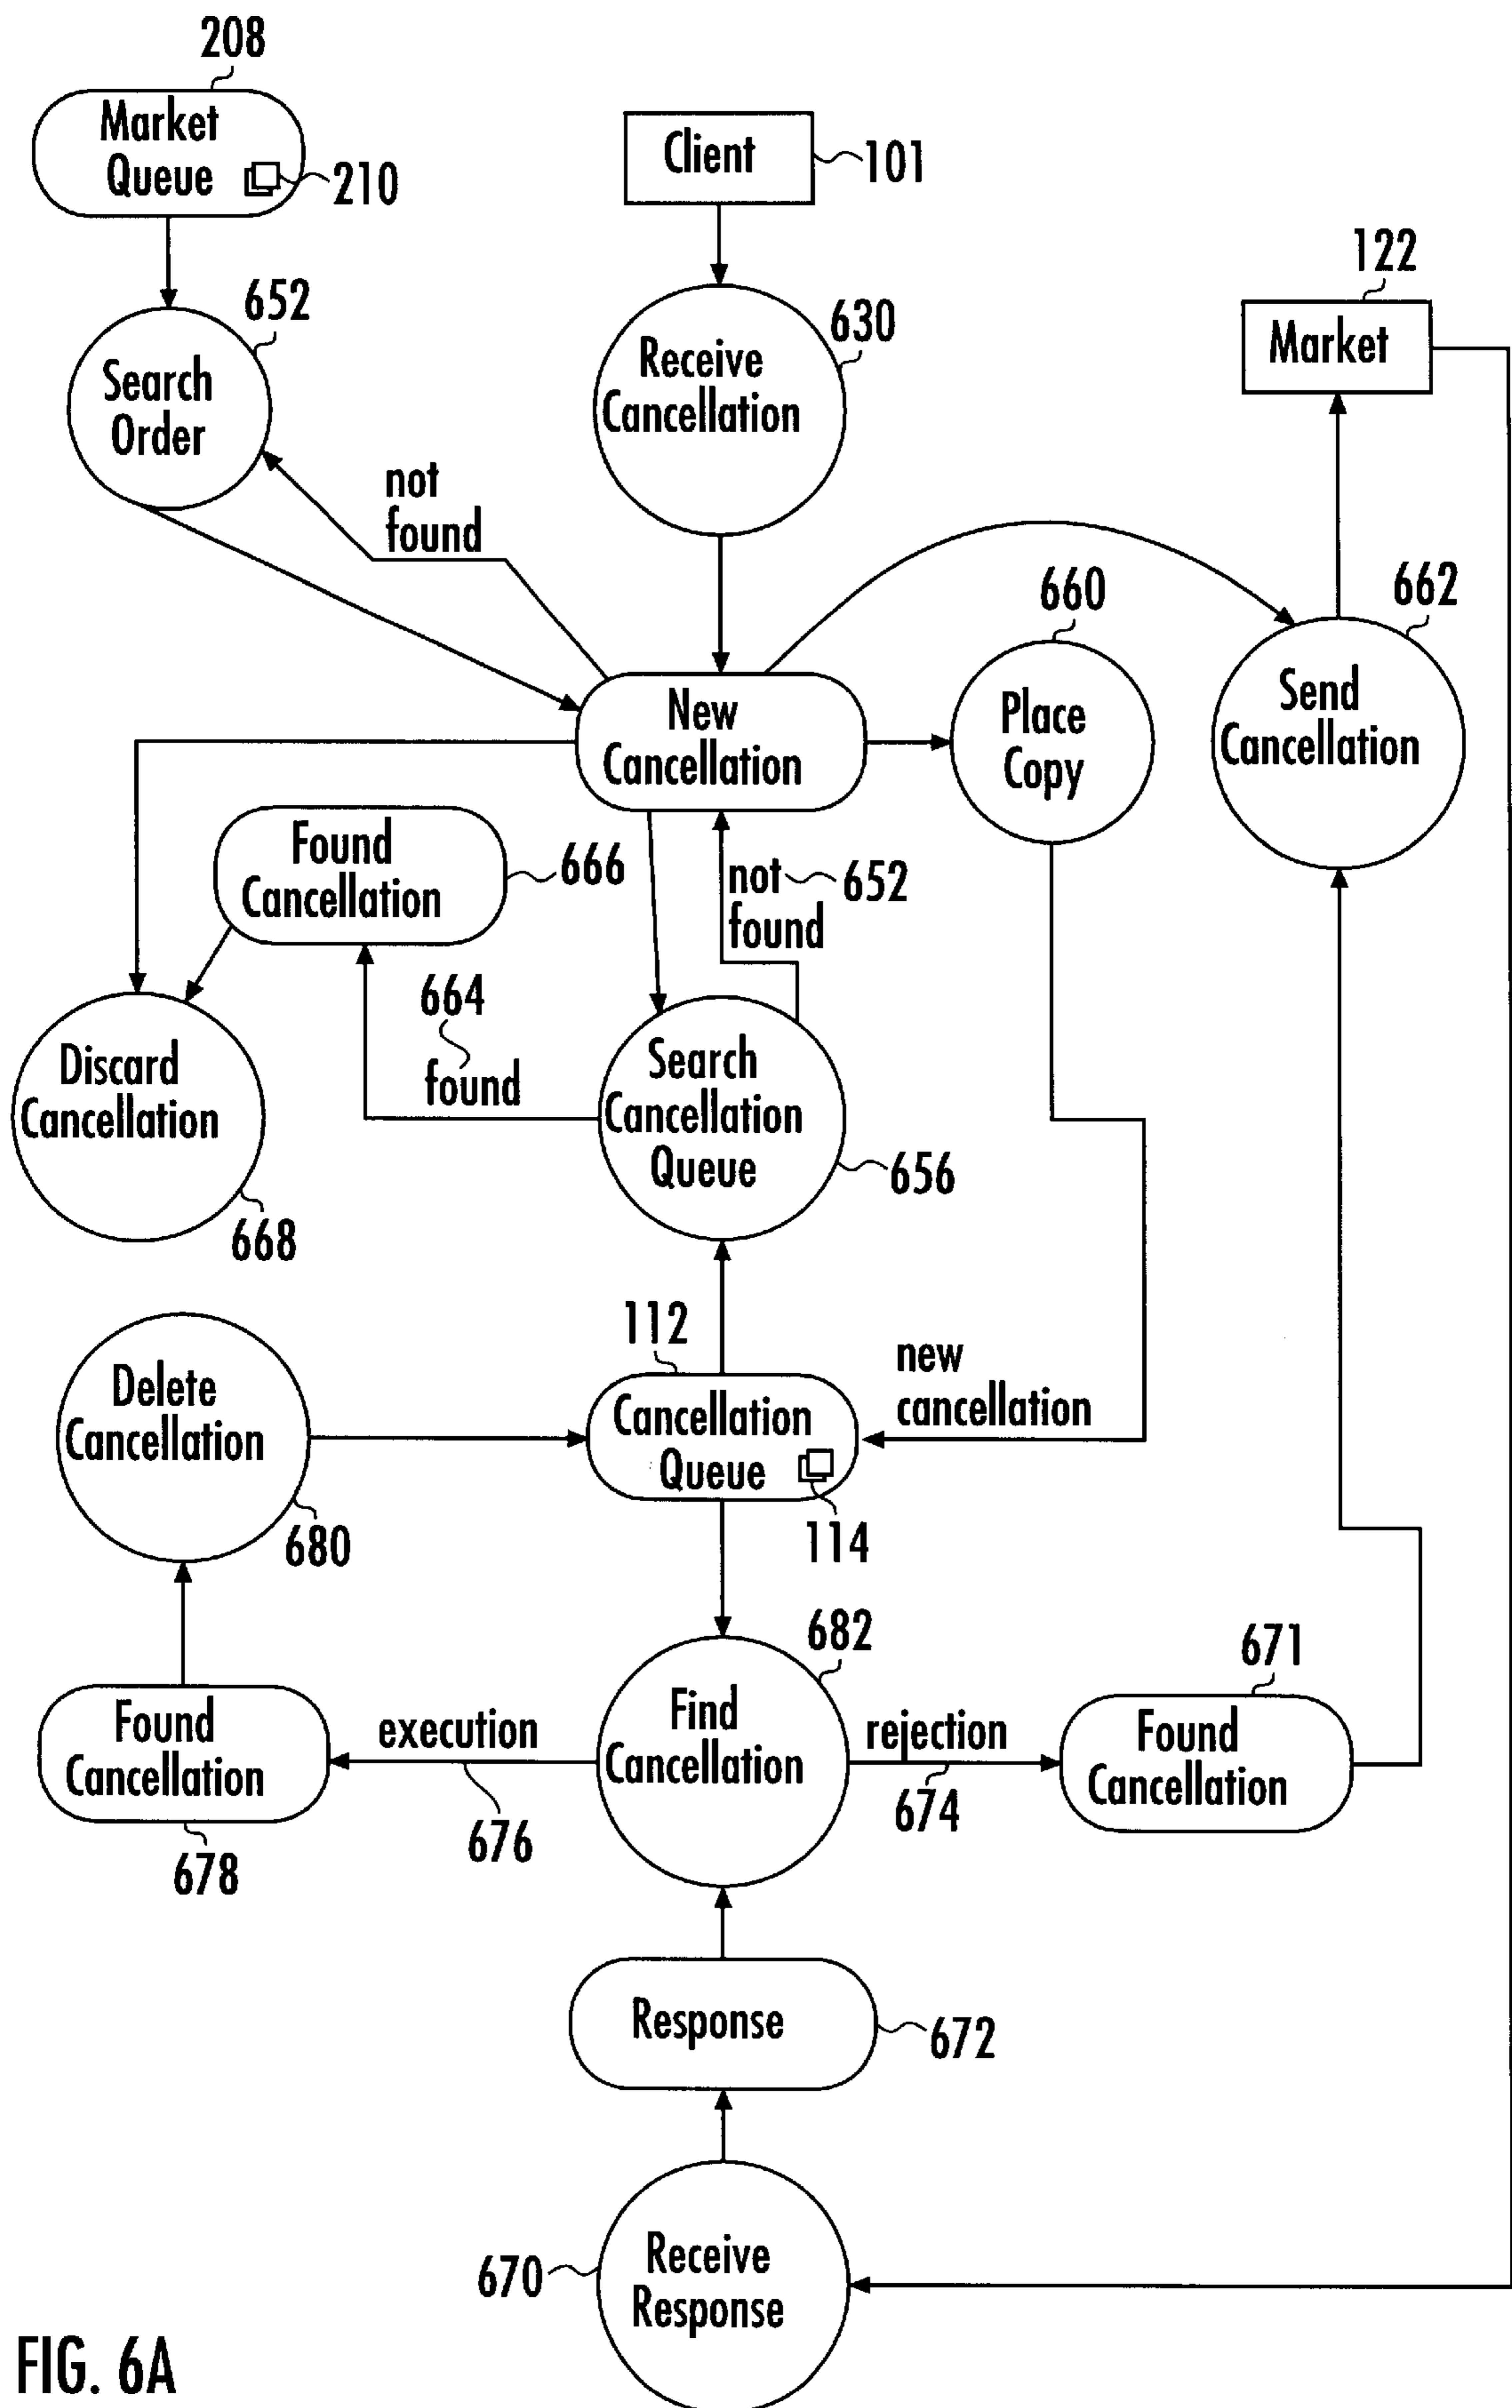 208
Market
Queue
210
Client
101
122
Market
652
Search
Order
630
Receive
Cancellation
not
found
660
662
Place
Copy
Send
Cancellation
New
Cancellation
Found
Cancellation
666
not
found
652
664
found
Discard
Cancellation
668
Search
Cancellation
Queue
656
112
new
cancellation
Delete
Cancellation
680
Cancellation
Queue
114
682
671
Found
Cancellation
678
execution
676
Find
Cancellation
rejection
674
Found
Cancellation
Response
672
670
Receive
Response
FIG. 6A